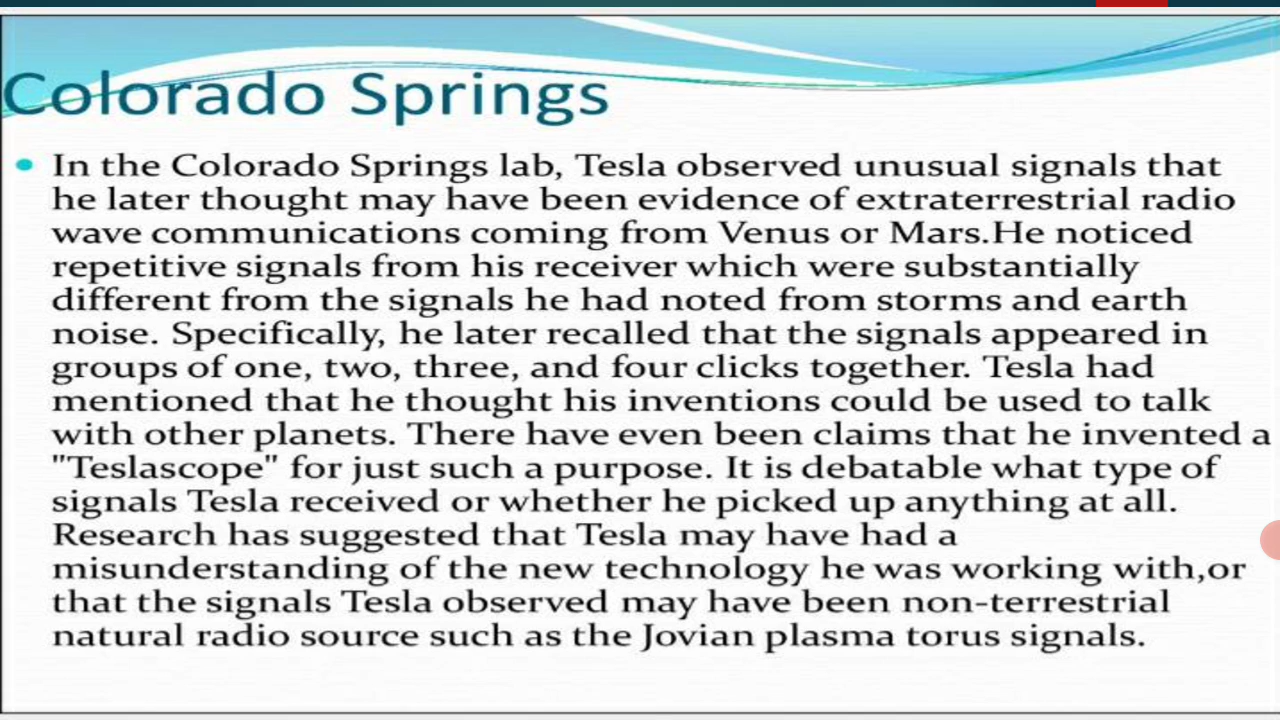 Colorado Springs
In the Colorado Springs lab, Tesla observed unusual signals that
he later thought may have been evidence of extraterrestrial radio
wave communications coming from Venus or Mars.He noticed
repetitive signals from his receiver which were substantially
different from the signals he had noted from storms and earth
noise. Specifically, he later recalled that the signals appeared in
groups of one, two, three, and four clicks together. Tesla had
mentioned that he thought his inventions could be used to talk
with other planets. There have even been claims that he invented a
"Teslascope" for just such a purpose. It is debatable what type of
signals Tesla received or whether he picked up anything at all.
Research has suggested that Tesla may have had a
misunderstanding of the new technology he was working with,or
that the signals Tesla observed may have been non-terrestrial
natural radio source such as the Jovian plasma torus signals.